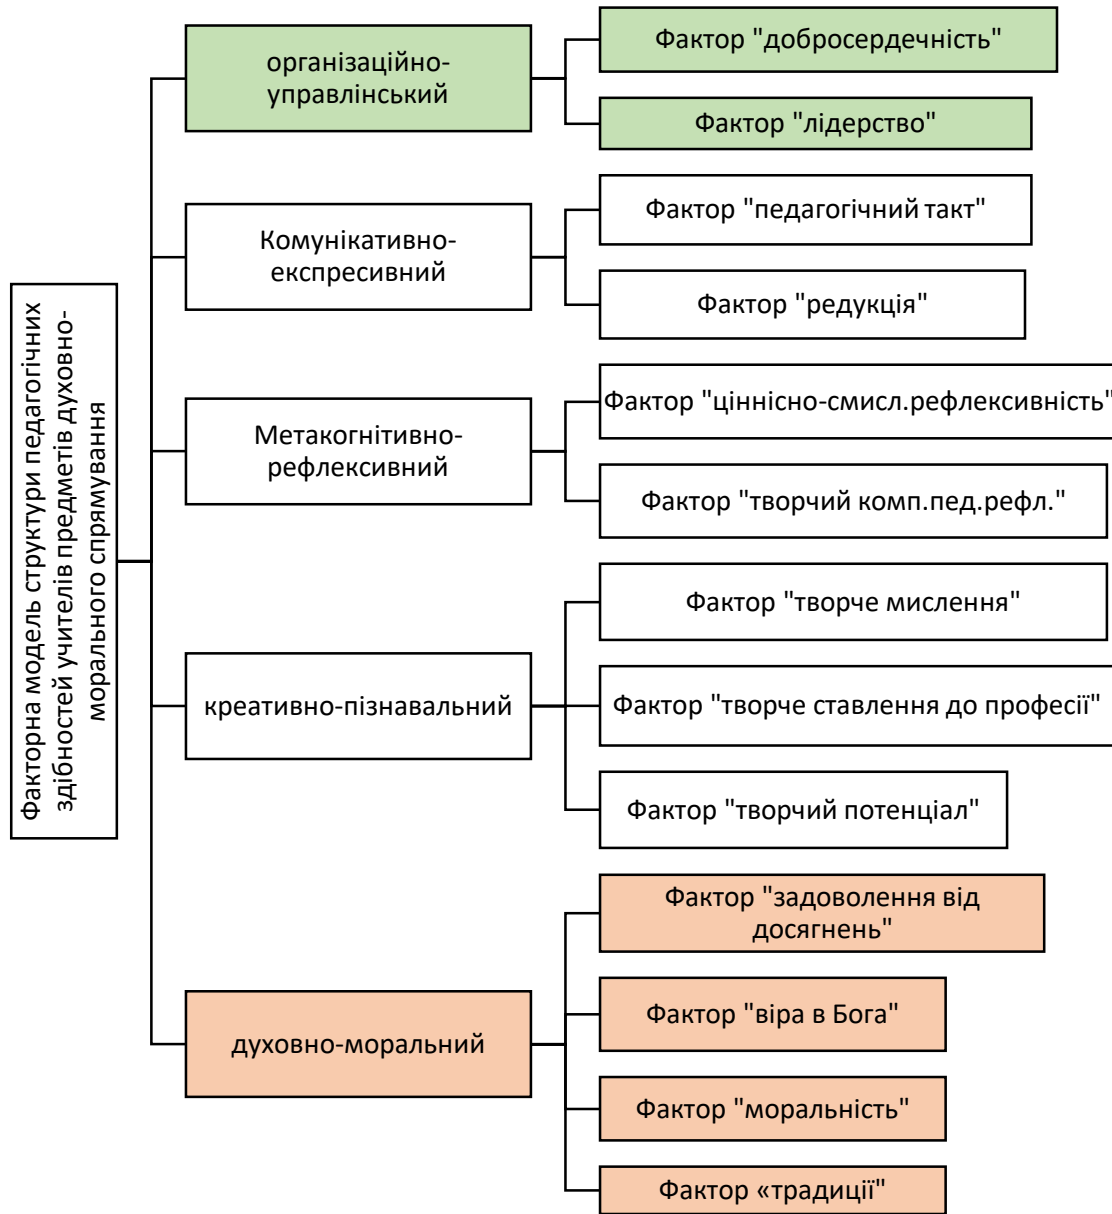 Факторна модель структури педагогічних
здібностей учителів предметів духовно-
морального спрямування
організаційно-
управлінський
Фактор "добросердечність"
Фактор "лідерство"
Комунікативно-
експресивний
Фактор "педагогічний такт"
Фактор "редукція"
Метакогнітивно-
рефлексивний
Фактор "ціннісно-смисл.рефлексивність"
Фактор "творчий комп.пед.рефл."
креативно-пізнавальний
Фактор "творче мислення"
Фактор "творче ставлення до професії"
Фактор "творчий потенціал"
духовно-моральний
Фактор "задоволення від
досягнень"
Фактор "віра в Бога"
Фактор "моральність"
Фактор «традиції"